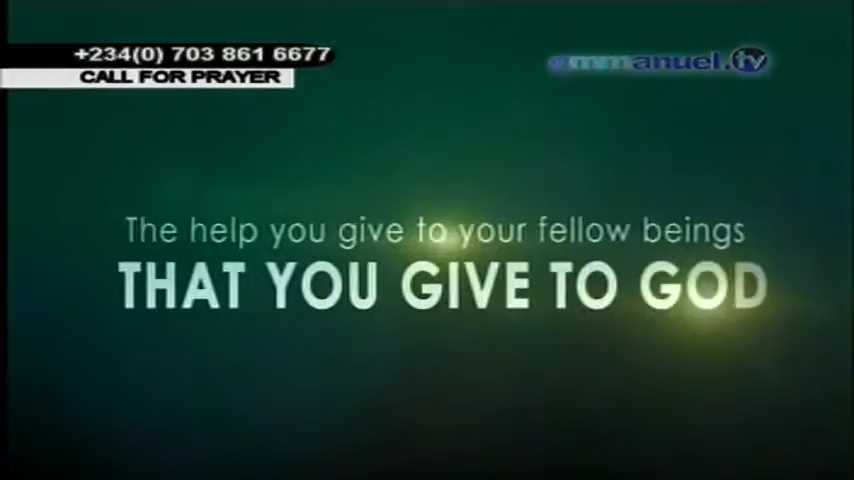 +234(0) 703 861 6677
CALL FOR PRAYER
emmanuel.tv
The help you give to your fellow beings
THAT YOU GIVE TO GOD